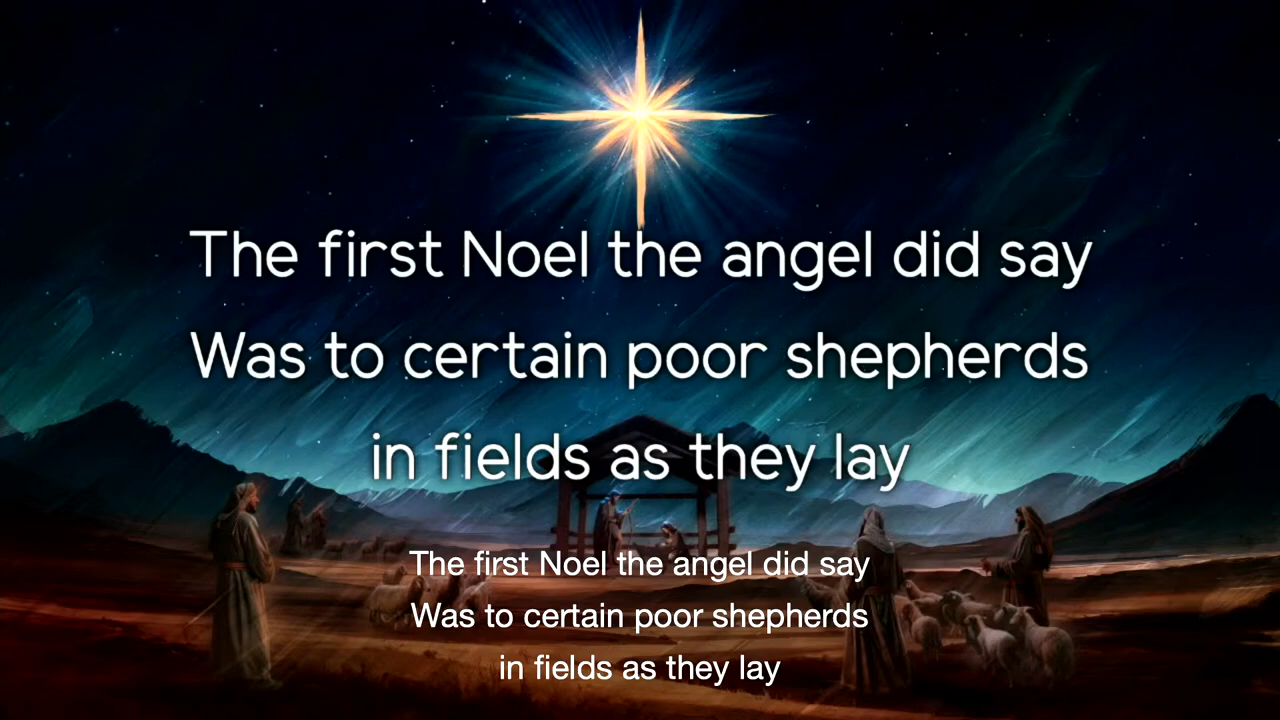 The first Noel the angel did say
Was to certain poor shepherds
in fields as they lay
The first Noel the angel did say
Was to certain poor shepherds
in fields as they lay